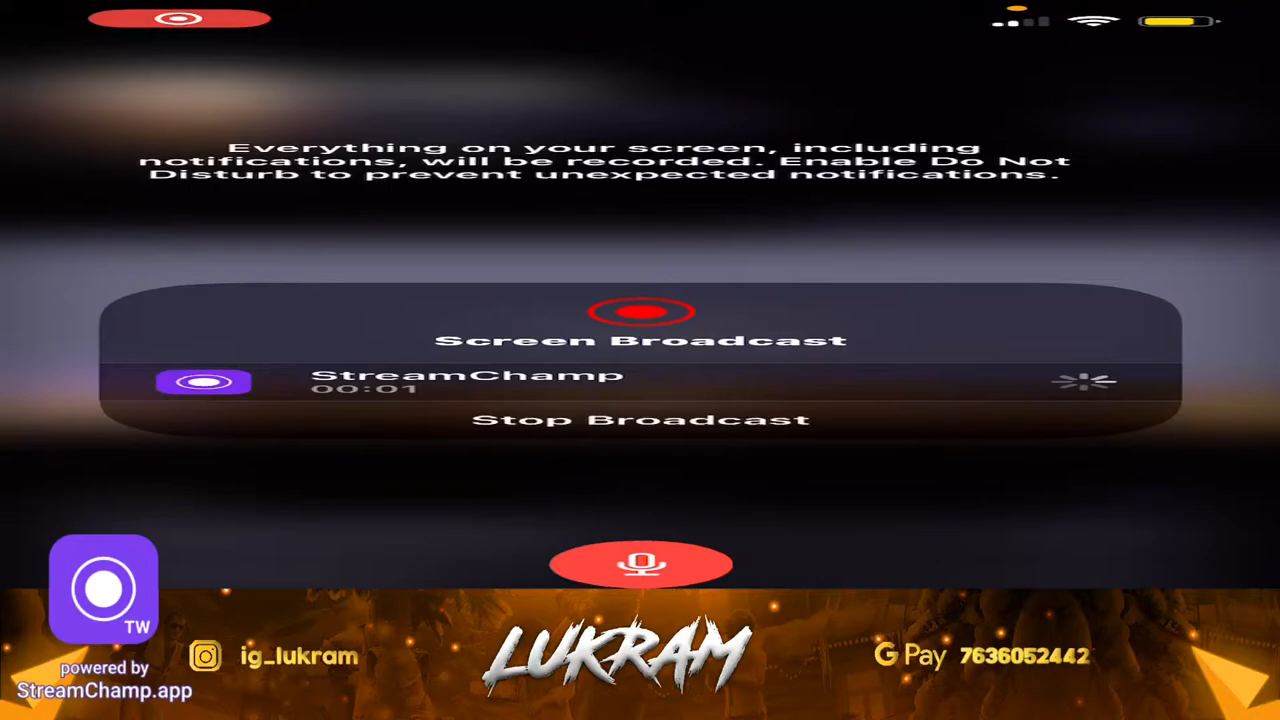 Everything on your screen, including
notifications, will be recorded. Enable Do Not
Disturb to prevent unexpected notifications.
Screen Broadcast
StreamChamp
00:01
Stop Broadcast
TW
powered by
StreamChamp.app
ig_lukram
LUKRAM
G Pay 7636052442